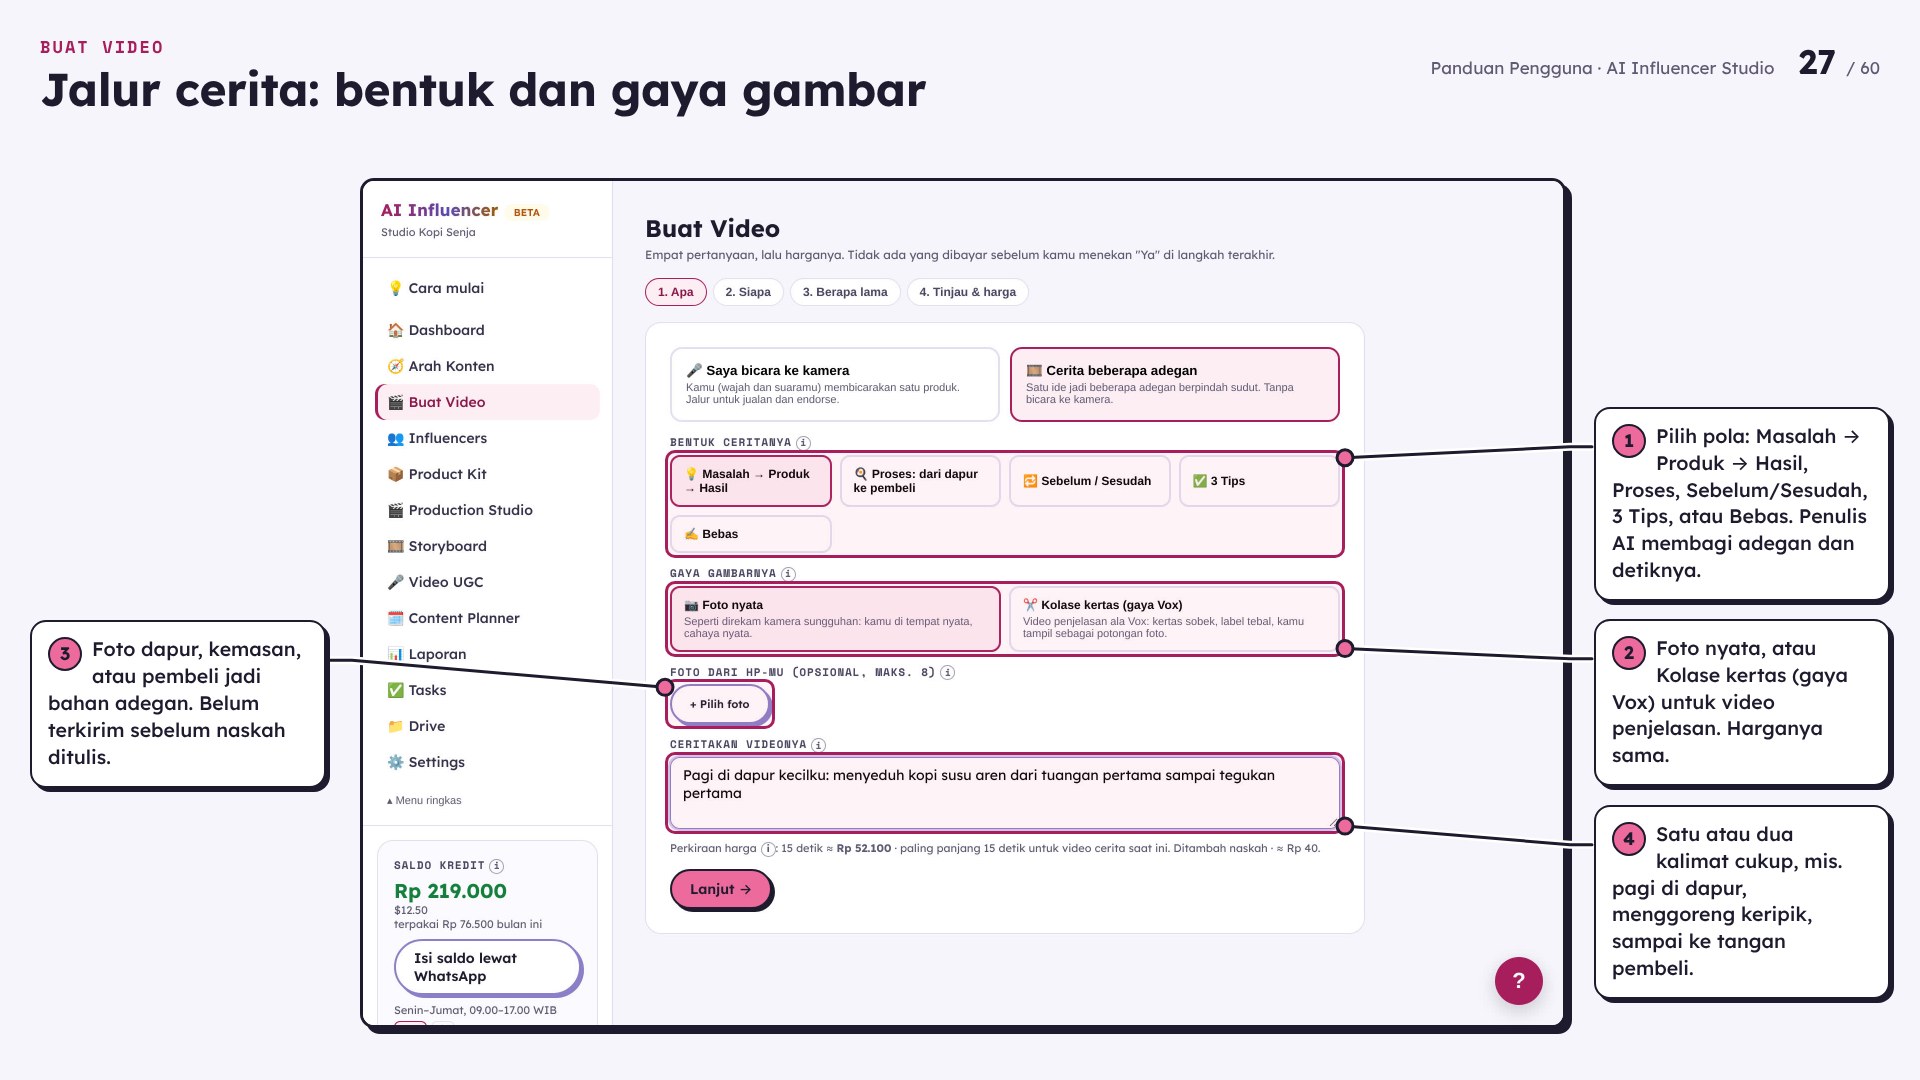 BUAT VIDEO
Jalur cerita: bentuk dan gaya gambar
Panduan Pengguna · AI Influencer Studio 27 / 60
AI Influencer BETA
Studio Kopi Senja
💡 Cara mulai
🏠 Dashboard
🧭 Arah Konten
🎬 Buat Video
👥 Influencers
📦 Product Kit
🎬 Production Studio
🎞️ Storyboard
🎤 Video UGC
🗓️ Content Planner
📊 Laporan
✅ Tasks
📁 Drive
⚙️ Settings
▴ Menu ringkas
SALDO KREDIT i
Rp 219.000
$12.50
terpakai Rp 76.500 bulan ini
Isi saldo lewat
WhatsApp
Senin–Jumat, 09.00–17.00 WIB
Buat Video
Empat pertanyaan, lalu harganya. Tidak ada yang dibayar sebelum kamu menekan "Ya" di langkah terakhir.
1. Apa
2. Siapa
3. Berapa lama
4. Tinjau & harga
🎤 Saya bicara ke kamera
Kamu (wajah dan suaramu) membicarakan satu produk.
Jalur untuk jualan dan endorse.
🎞️ Cerita beberapa adegan
Satu ide jadi beberapa adegan berpindah sudut. Tanpa
bicara ke kamera.
BENTUK CERITANYA i
💡 Masalah → Produk
→ Hasil
🍳 Proses: dari dapur
ke pembeli
🔁 Sebelum / Sesudah
✅ 3 Tips
✍️ Bebas
GAYA GAMBARNYA i
📷 Foto nyata
Seperti direkam kamera sungguhan: kamu di tempat nyata,
cahaya nyata.
✂️ Kolase kertas (gaya Vox)
Video penjelasan ala Vox: kertas sobek, label tebal, kamu
tampil sebagai potongan foto.
FOTO DARI HP-MU (OPSIONAL, MAKS. 8) i
+ Pilih foto
CERITAKAN VIDEONYA i
Pagi di dapur kecilku: menyeduh kopi susu aren dari tuangan pertama sampai tegukan
pertama
Perkiraan harga i: 15 detik ≈ Rp 52.100 · paling panjang 15 detik untuk video cerita saat ini. Ditambah naskah · ≈ Rp 40.
Lanjut →
?
1 Pilih pola: Masalah →
Produk → Hasil,
Proses, Sebelum/Sesudah,
3 Tips, atau Bebas. Penulis
AI membagi adegan dan
detiknya.
2 Foto nyata, atau
Kolase kertas (gaya
Vox) untuk video
penjelasan. Harganya
sama.
3 Foto dapur, kemasan,
atau pembeli jadi
bahan adegan. Belum
terkirim sebelum naskah
ditulis.
4 Satu atau dua
kalimat cukup, mis.
pagi di dapur,
menggoreng keripik,
sampai ke tangan
pembeli.